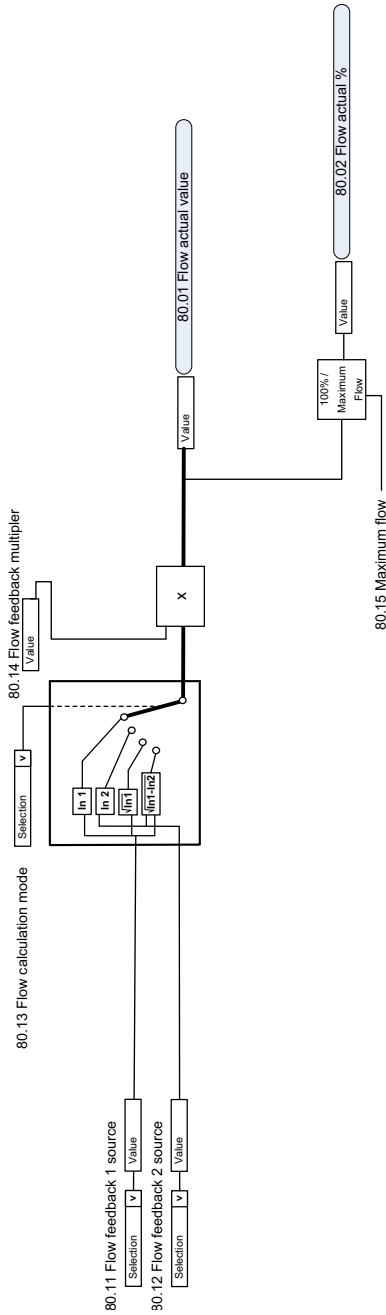 80.11 Flow feedback 1 source
Selection
v
Value
80.12 Flow feedback 2 source
Selection
v
Value
80.13 Flow calculation mode
Selection
v
In 1
In 2
√In1
√In1-In2
80.14 Flow feedback multipler
Value
X
Value
80.01 Flow actual value
100% /
Maximum
Flow
80.15 Maximum flow
Value
80.02 Flow actual %